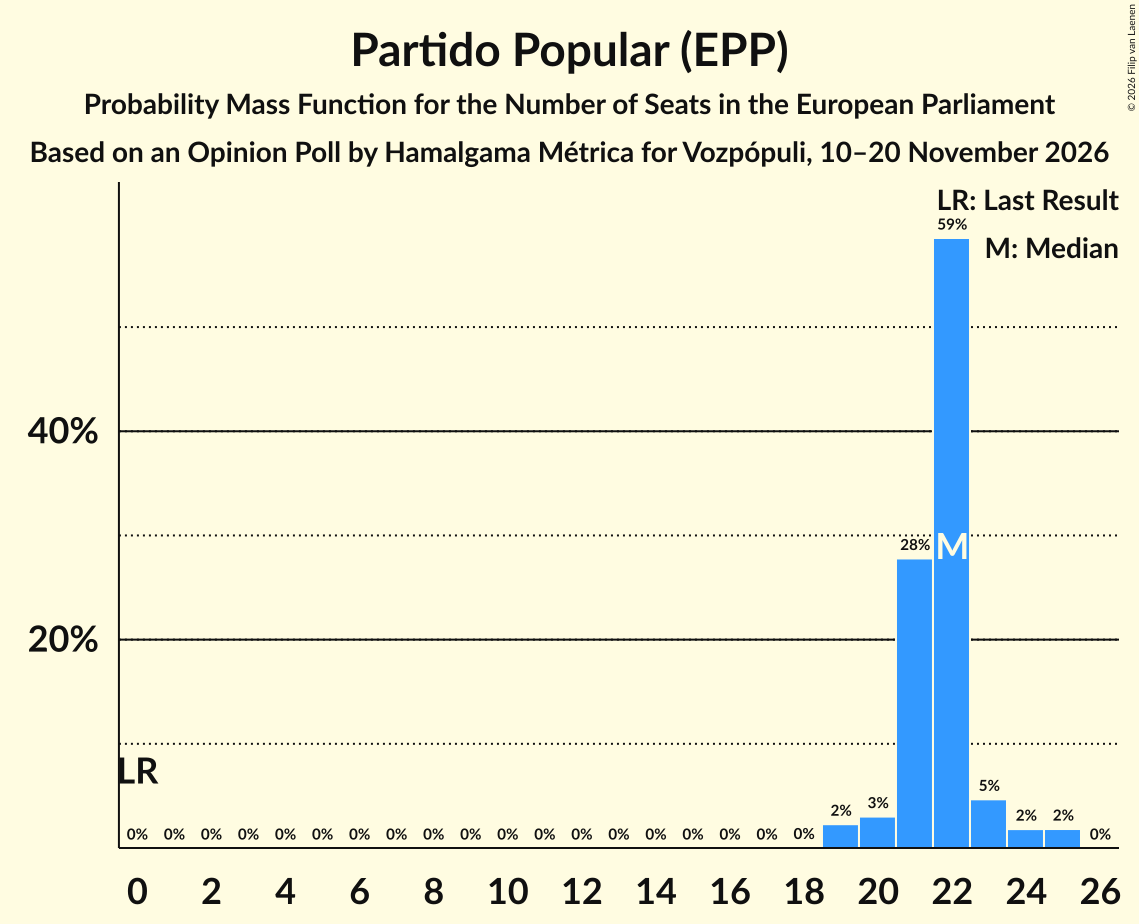 Partido Popular (EPP)
Probability Mass Function for the Number of Seats in the European Parliament
Based on an Opinion Poll by Hamalgama Métrica for Vozpópuli, 10–20 November 2026
© 2026 Filip van Laenen
LR: Last Result
59%
M: Median
40%
28% M
20%
LR
0% 0% 0% 0% 0% 0% 0% 0% 0% 0% 0% 0% 0% 0% 0% 0% 0% 0% 0% 2% 3% 5% 2% 2% 0%
0 2 4 6 8 10 12 14 16 18 20 22 24 26